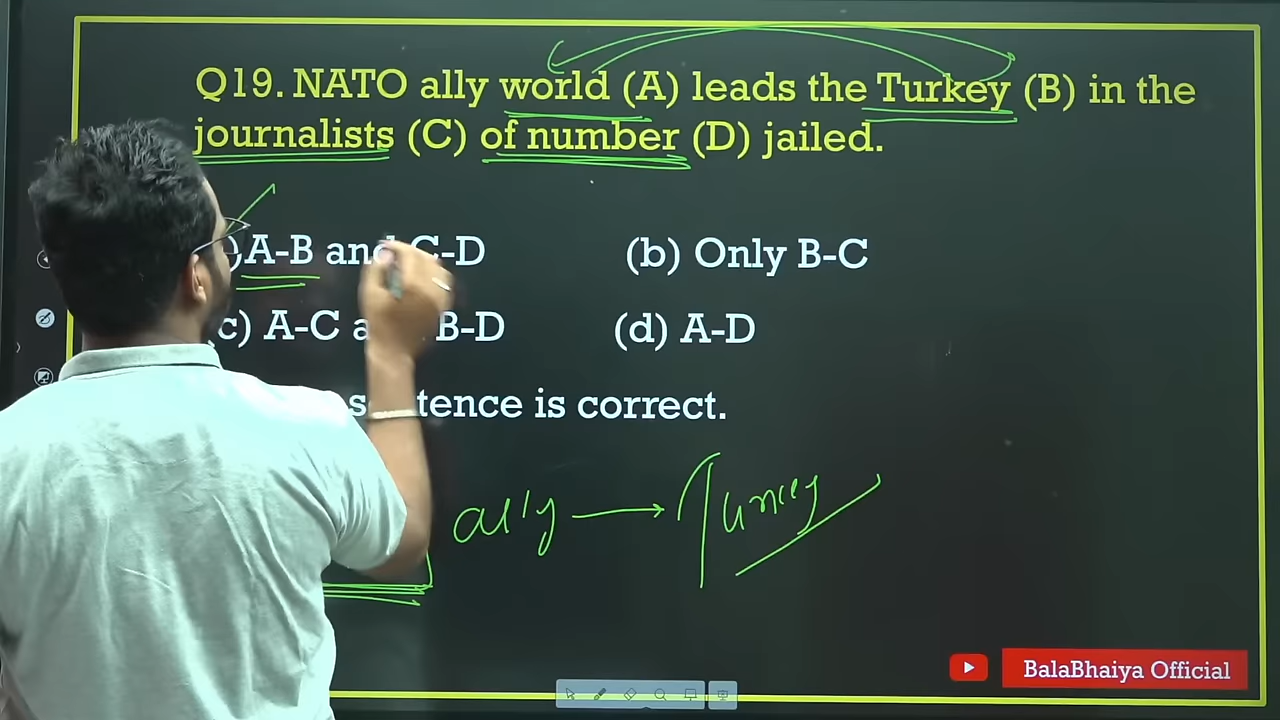 Q19. NATO ally world (A) leads the Turkey (B) in the
journalists (C) of number (D) jailed.
) A-B and C-D (b) Only B-C
c) A-C B-D (d) A-D
is correct.
ally → Turkey
BalaBhaiya Official